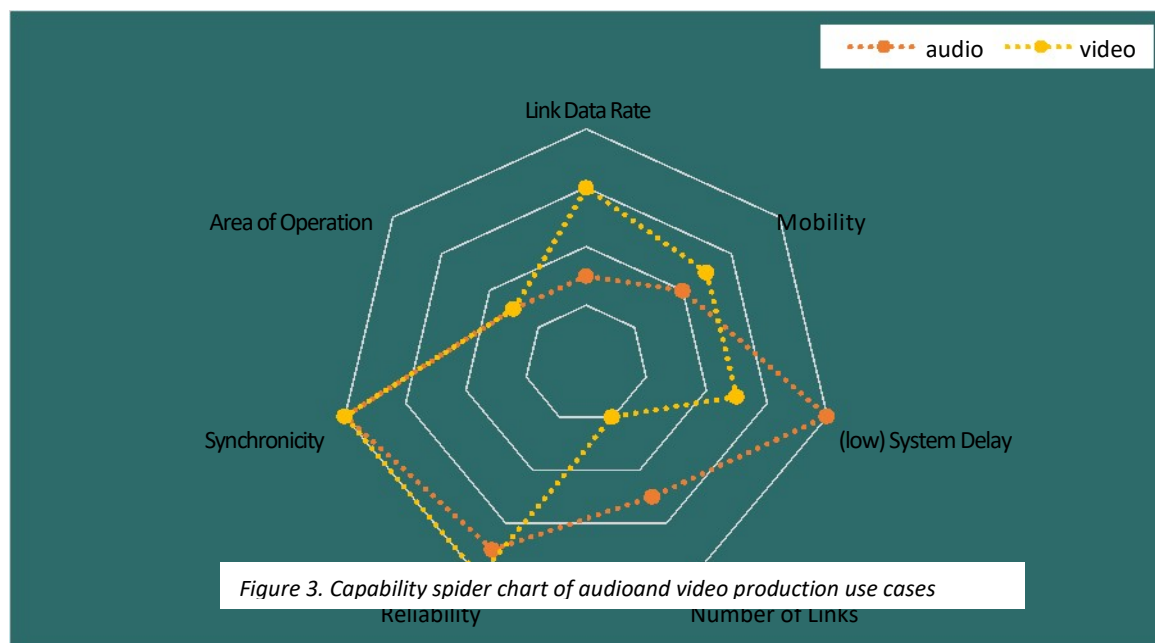 audio video
Link Data Rate
Area of Operation
Mobility
Synchronicity
(low) System Delay
Figure 3. Capability spider chart of audioand video production use cases
Reliability
Number of Links